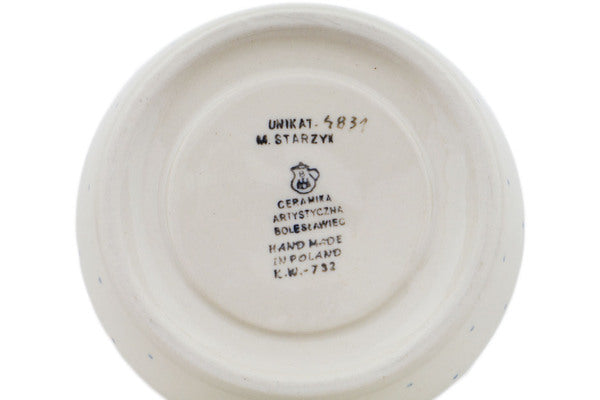 UNIKAT-4831
M. STARZYK
CERAMIKA
ARTYSTYCZNA
BOLESŁAWIEC
HAND MADE
IN POLAND
K.W.-732